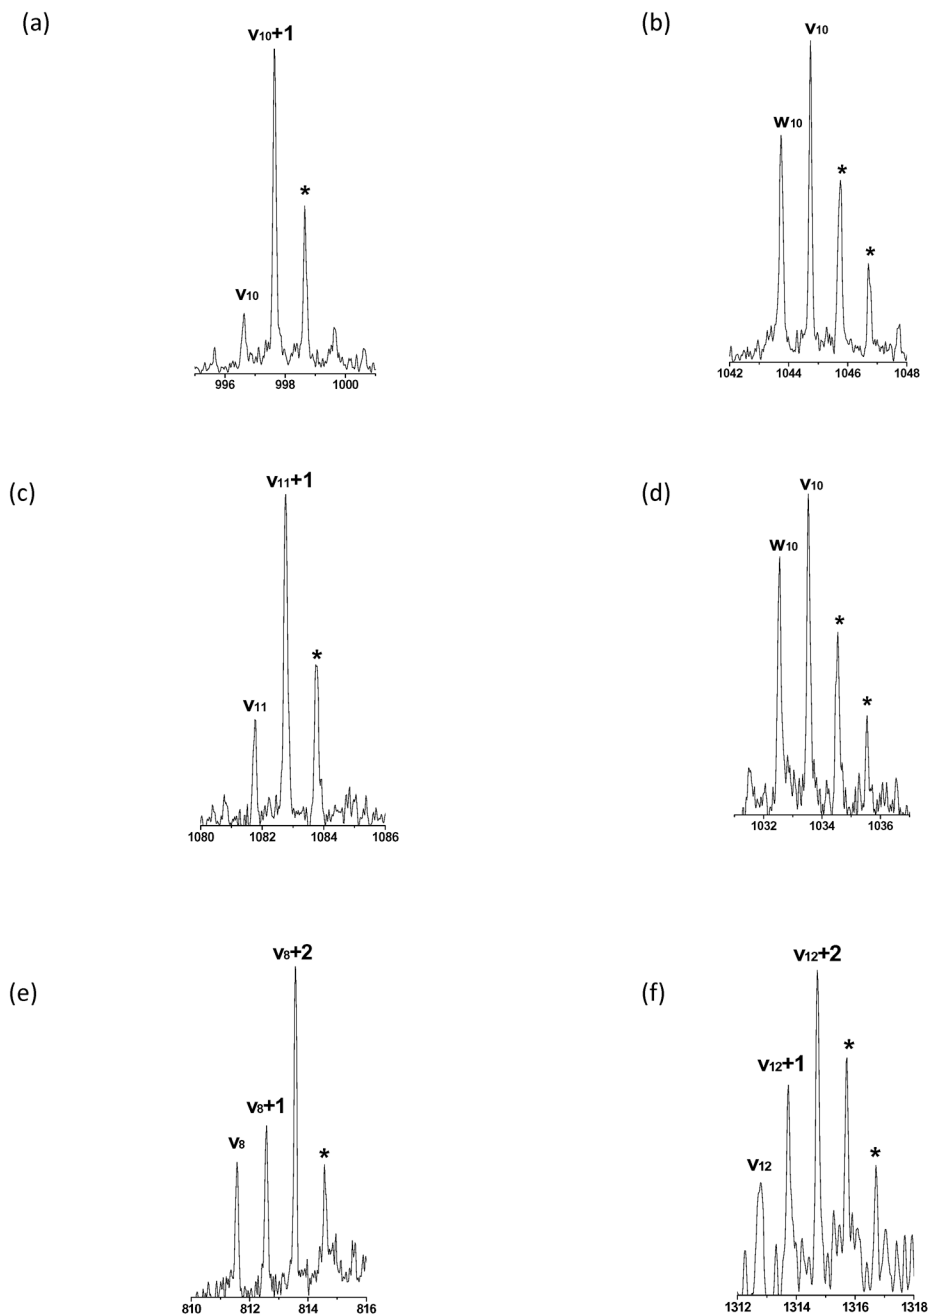 (a)
v₁₀+1
v₁₀
*
996 998 1000
(b)
v₁₀
w₁₀
*
*
1042 1044 1046 1048
(c)
v₁₁+1
v₁₁
*
1080 1082 1084 1086
(d)
v₁₀
w₁₀
*
*
1032 1034 1036
(e)
v₈+2
v₈+1
v₈
*
810 812 814 816
(f)
v₁₂+2
v₁₂+1
v₁₂
*
*
1312 1314 1316 1318